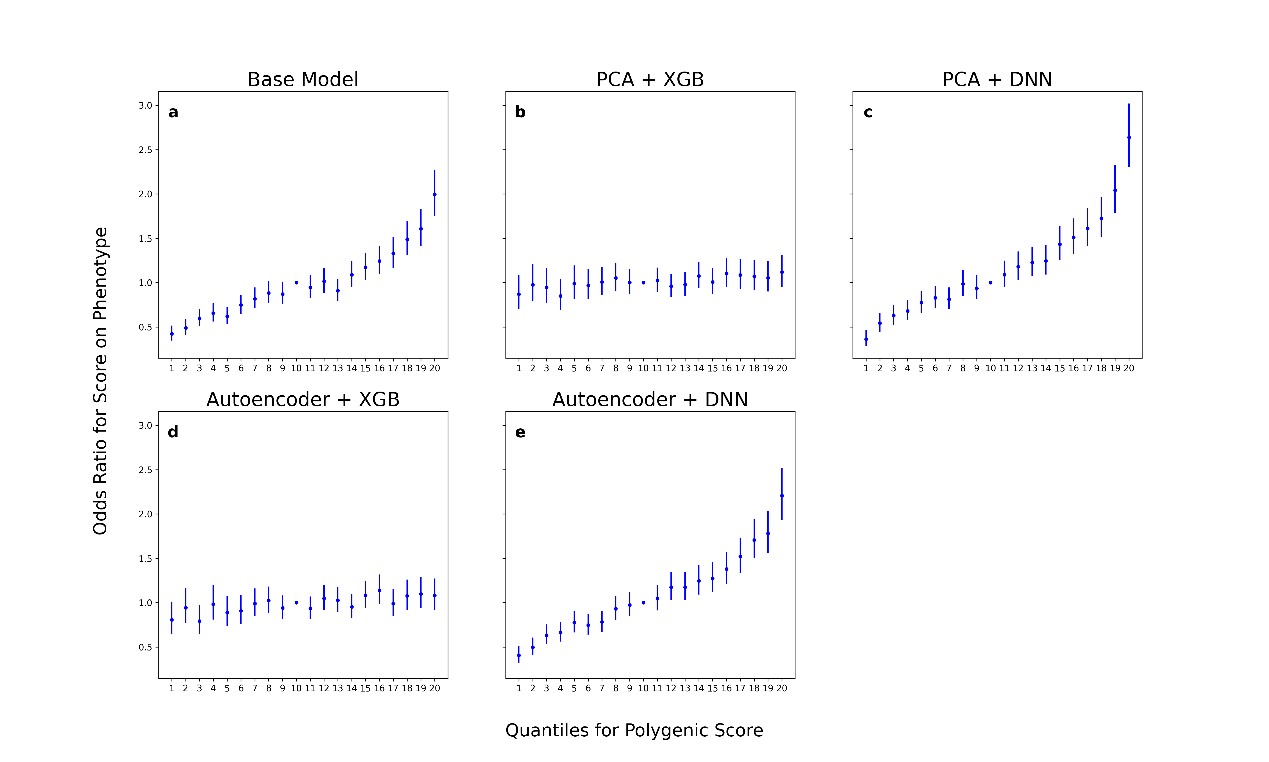 Base Model
PCA + XGB
PCA + DNN
a
b
c
3.0
2.5
2.0
1.5
1.0
0.5
1 2 3 4 5 6 7 8 9 10 11 12 13 14 15 16 17 18 19 20
1 2 3 4 5 6 7 8 9 10 11 12 13 14 15 16 17 18 19 20
1 2 3 4 5 6 7 8 9 10 11 12 13 14 15 16 17 18 19 20
Odds Ratio for Score on Phenotype
Autoencoder + XGB
Autoencoder + DNN
d
e
3.0
2.5
2.0
1.5
1.0
0.5
1 2 3 4 5 6 7 8 9 10 11 12 13 14 15 16 17 18 19 20
1 2 3 4 5 6 7 8 9 10 11 12 13 14 15 16 17 18 19 20
Quantiles for Polygenic Score